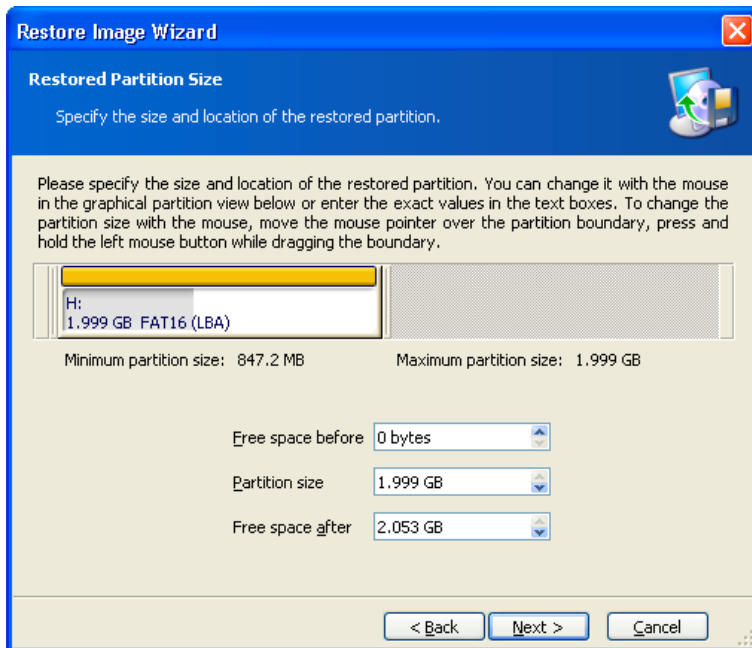 Restore Image Wizard
Restored Partition Size
Specify the size and location of the restored partition.
Please specify the size and location of the restored partition. You can change it with the mouse
in the graphical partition view below or enter the exact values in the text boxes. To change the
partition size with the mouse, move the mouse pointer over the partition boundary, press and
hold the left mouse button while dragging the boundary.
H:
1.999 GB FAT16 (LBA)
Minimum partition size: 847.2 MB Maximum partition size: 1.999 GB
Free space before 0 bytes
Partition size 1.999 GB
Free space after 2.053 GB
< Back Next > Cancel